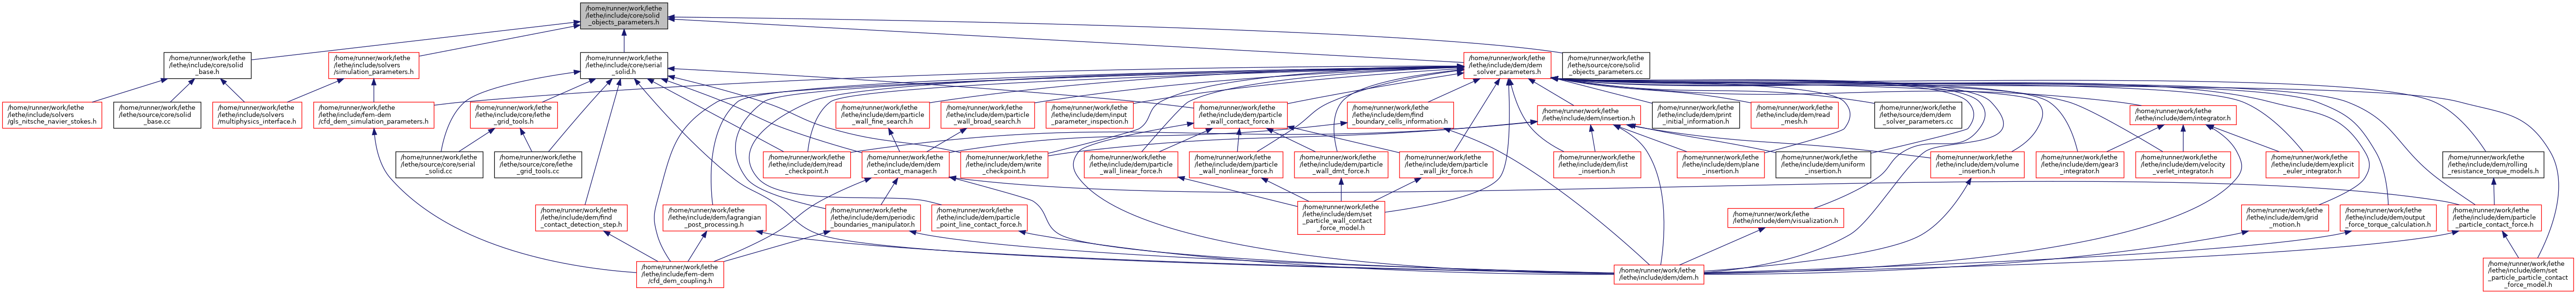 /home/runner/work/lethe
/lethe/include/core/solid
_objects_parameters.h
/home/runner/work/lethe
/lethe/include/core/solid
_base.h
/home/runner/work/lethe
/lethe/include/solvers
/simulation_parameters.h
/home/runner/work/lethe
/lethe/include/core/serial
_solid.h
/home/runner/work/lethe
/lethe/include/dem/dem
_solver_parameters.h
/home/runner/work/lethe
/lethe/source/core/solid
_objects_parameters.cc
/home/runner/work/lethe
/lethe/include/solvers
/gls_nitsche_navier_stokes.h
/home/runner/work/lethe
/lethe/source/core/solid
_base.cc
/home/runner/work/lethe
/lethe/include/solvers
/multiphysics_interface.h
/home/runner/work/lethe
/lethe/include/fem-dem
/cfd_dem_simulation_parameters.h
/home/runner/work/lethe
/lethe/include/core/lethe
_grid_tools.h
/home/runner/work/lethe
/lethe/include/dem/particle
_wall_fine_search.h
/home/runner/work/lethe
/lethe/include/dem/particle
_wall_broad_search.h
/home/runner/work/lethe
/lethe/include/dem/input
_parameter_inspection.h
/home/runner/work/lethe
/lethe/include/dem/particle
_wall_contact_force.h
/home/runner/work/lethe
/lethe/include/dem/find
_boundary_cells_information.h
/home/runner/work/lethe
/lethe/include/dem/insertion.h
/home/runner/work/lethe
/lethe/include/dem/print
_initial_information.h
/home/runner/work/lethe
/lethe/include/dem/read
_mesh.h
/home/runner/work/lethe
/lethe/source/dem/dem
_solver_parameters.cc
/home/runner/work/lethe
/lethe/include/dem/integrator.h
/home/runner/work/lethe
/lethe/source/core/serial
_solid.cc
/home/runner/work/lethe
/lethe/source/core/lethe
_grid_tools.cc
/home/runner/work/lethe
/lethe/include/dem/read
_checkpoint.h
/home/runner/work/lethe
/lethe/include/dem/dem
_contact_manager.h
/home/runner/work/lethe
/lethe/include/dem/write
_checkpoint.h
/home/runner/work/lethe
/lethe/include/dem/particle
_wall_linear_force.h
/home/runner/work/lethe
/lethe/include/dem/particle
_wall_nonlinear_force.h
/home/runner/work/lethe
/lethe/include/dem/particle
_wall_dmt_force.h
/home/runner/work/lethe
/lethe/include/dem/particle
_wall_jkr_force.h
/home/runner/work/lethe
/lethe/include/dem/list
_insertion.h
/home/runner/work/lethe
/lethe/include/dem/plane
_insertion.h
/home/runner/work/lethe
/lethe/include/dem/uniform
_insertion.h
/home/runner/work/lethe
/lethe/include/dem/volume
_insertion.h
/home/runner/work/lethe
/lethe/include/dem/gear3
_integrator.h
/home/runner/work/lethe
/lethe/include/dem/velocity
_verlet_integrator.h
/home/runner/work/lethe
/lethe/include/dem/explicit
_euler_integrator.h
/home/runner/work/lethe
/lethe/include/dem/rolling
_resistance_torque_models.h
/home/runner/work/lethe
/lethe/include/dem/find
_contact_detection_step.h
/home/runner/work/lethe
/lethe/include/dem/lagrangian
_post_processing.h
/home/runner/work/lethe
/lethe/include/dem/periodic
_boundaries_manipulator.h
/home/runner/work/lethe
/lethe/include/dem/particle
_point_line_contact_force.h
/home/runner/work/lethe
/lethe/include/dem/set
_particle_wall_contact
_force_model.h
/home/runner/work/lethe
/lethe/include/dem/visualization.h
/home/runner/work/lethe
/lethe/include/dem/grid
_motion.h
/home/runner/work/lethe
/lethe/include/dem/output
_force_torque_calculation.h
/home/runner/work/lethe
/lethe/include/dem/particle
_particle_contact_force.h
/home/runner/work/lethe
/lethe/include/fem-dem
/cfd_dem_coupling.h
/home/runner/work/lethe
/lethe/include/dem/dem.h
/home/runner/work/lethe
/lethe/include/dem/set
_particle_particle_contact
_force_model.h